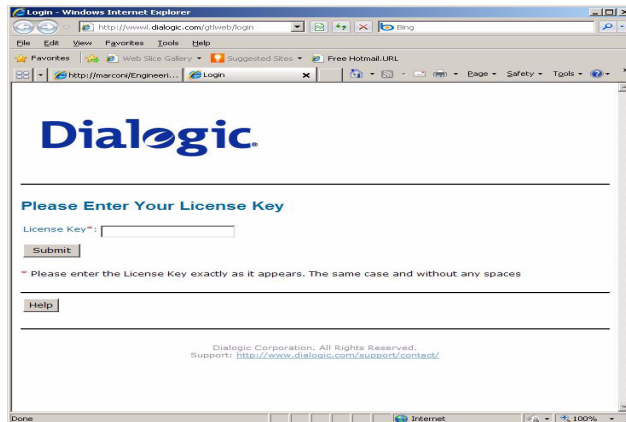 Login - Windows Internet Explorer
http://www1.dialogic.com/gtlweb/login
Bing
File Edit View Favorites Tools Help
Favorites Web Slice Gallery Suggested Sites Free Hotmail.URL
http://marconi/Engineeri... Login Page Safety Tools
Dialogic®
Please Enter Your License Key
License Key*:
Submit
* Please enter the License Key exactly as it appears. The same case and without any spaces
Help
Dialogic Corporation. All Rights Reserved.
Support: http://www.dialogic.com/support/contact/
Done Internet 100%